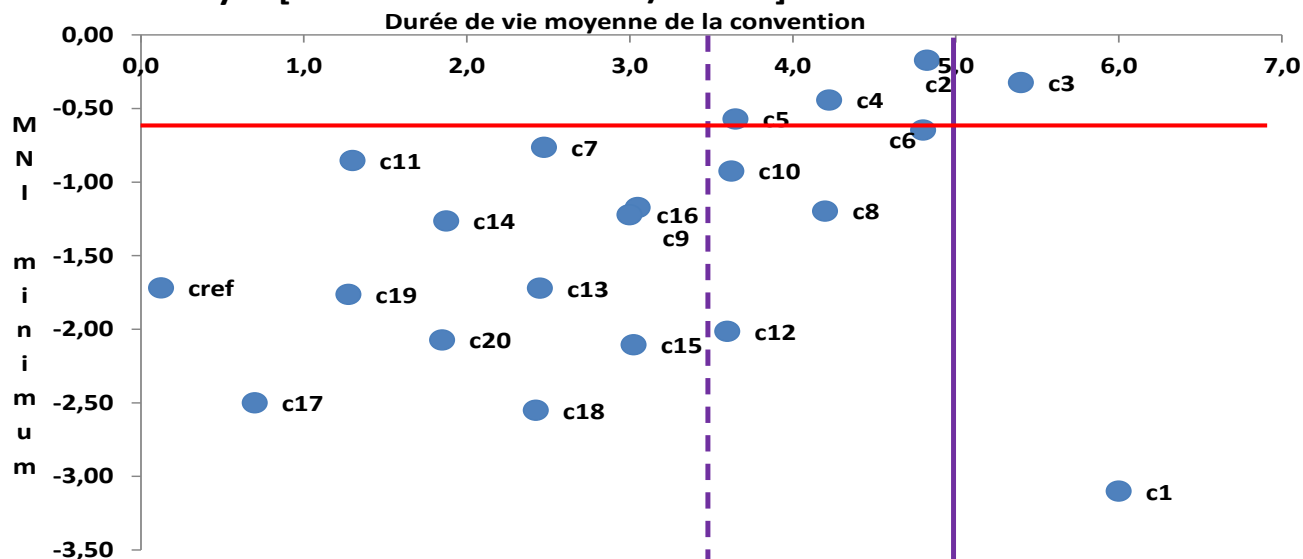 Durée de vie moyenne de la convention
0,00
0,0 1,0 2,0 3,0 4,0 5,0 6,0 7,0
-0,50
-1,00
-1,50
-2,00
-2,50
-3,00
-3,50
M
N
I
m
i
n
i
m
u
m
c2
c3
c4
c5
c6
c7
c11
c10
c14
c16
c8
c9
cref
c19
c13
c20
c15
c12
c17
c18
c1